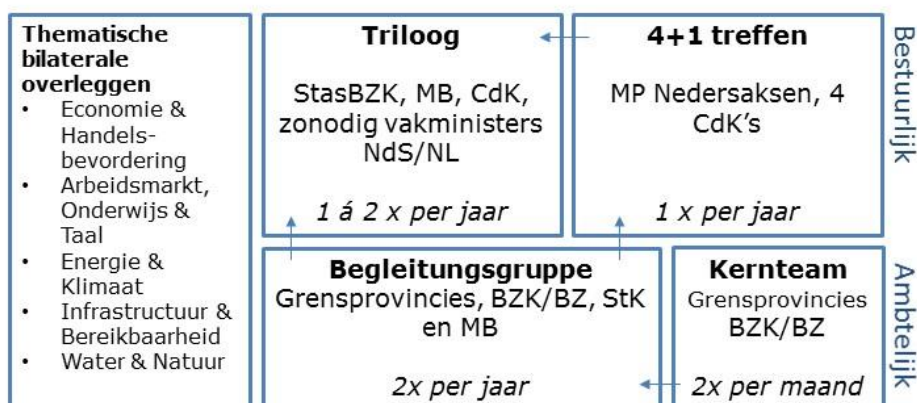 Thematische
bilaterale
overleggen
• Economie &
Handels-
bevordering
• Arbeidsmarkt,
Onderwijs &
Taal
• Energie &
Klimaat
• Infrastructuur &
Bereikbaarheid
• Water & Natuur
Triloog
StasBZK, MB, CdK,
zonodig vakministers
NdS/NL
1 á 2 x per jaar
4+1 treffen
MP Nedersaksen, 4
CdK's
1 x per jaar
Bestuurlijk
Begleitungsgruppe
Grensprovincies, BZK/BZ, StK
en MB
2x per jaar
Kernteam
Grensprovincies
BZK/BZ
2x per maand
Ambtelijk